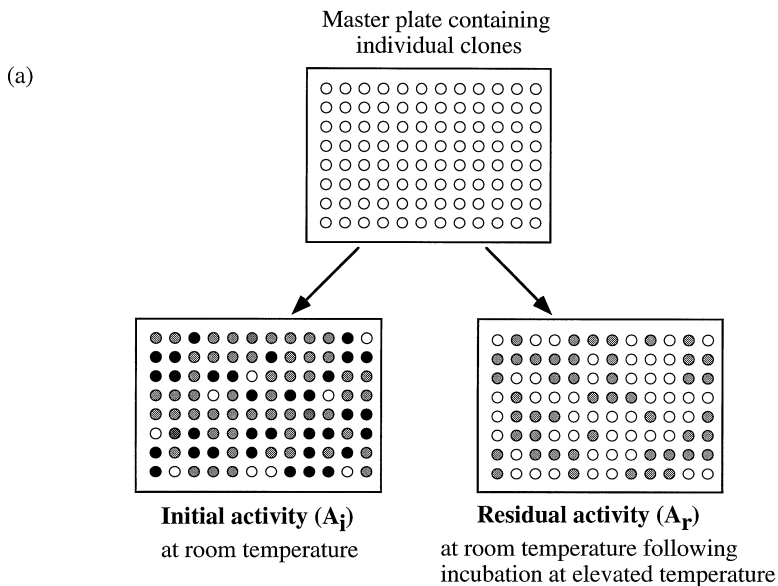 Master plate containing
individual clones
(a)
Initial activity (Ai)
at room temperature
Residual activity (Ar)
at room temperature following
incubation at elevated temperature